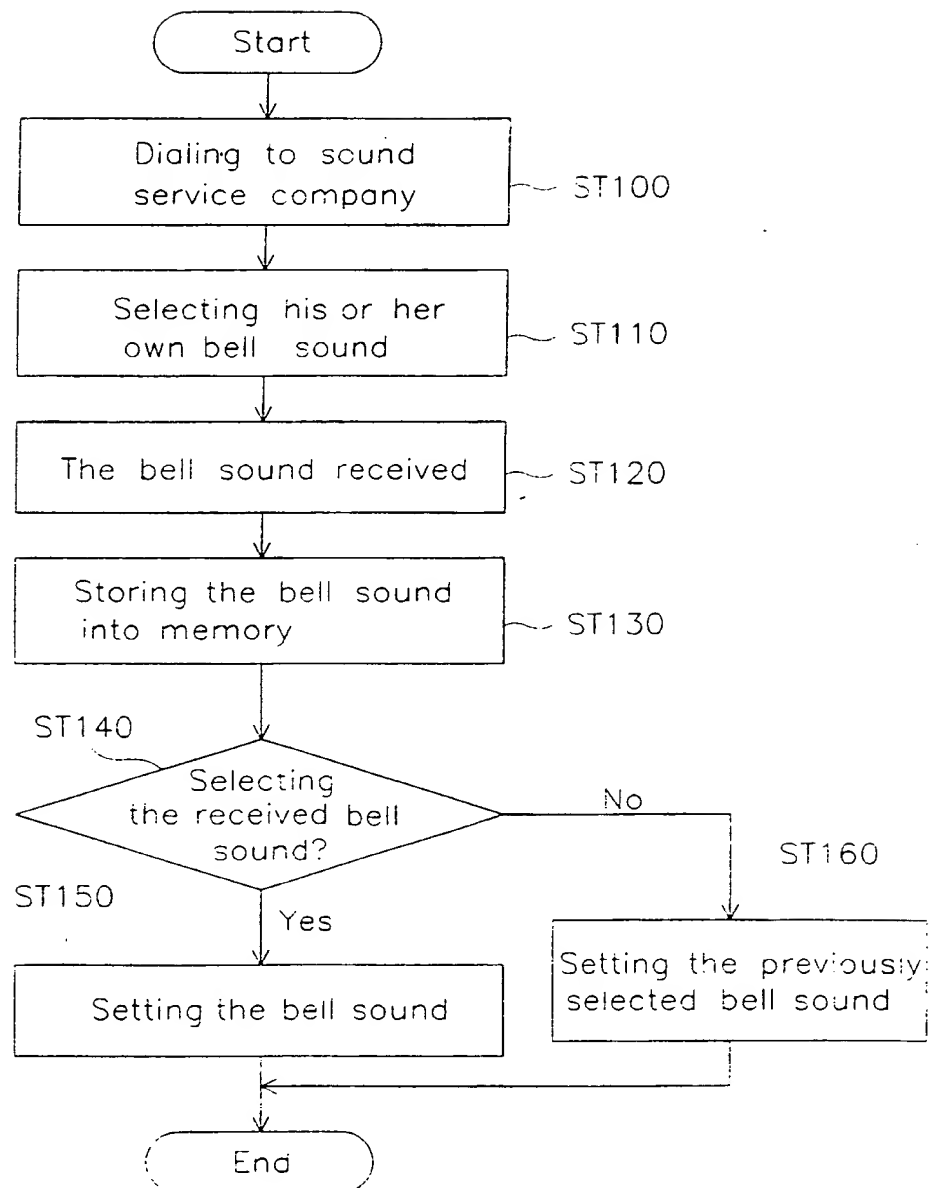 Start
Dialing to sound
service company
ST100
Selecting his or her
own bell sound
ST110
The bell sound received
ST120
Storing the bell sound
into memory
ST130
ST140
Selecting
the received bell
sound?
No
ST160
ST150
Yes
Setting the bell sound
Setting the previously
selected bell sound
End